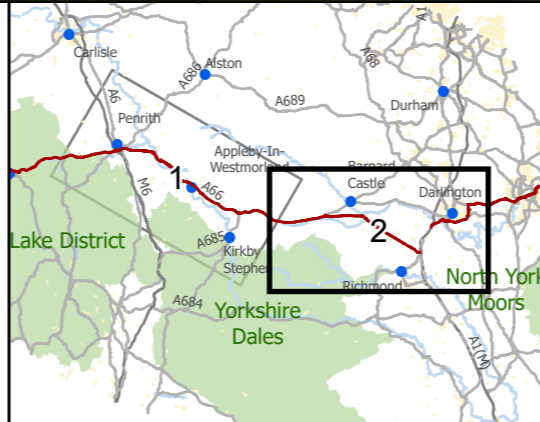 Carlisle
A686
Alston
A6
A689
A68
A1
Durham
Penrith
Appleby-In-
Westmorland
1
A66
M6
Barnard
Castle
Darlington
2
Lake District
A685
Kirkby
Stephen
Richmond
North York
Moors
A684
Yorkshire
Dales
A1(M)